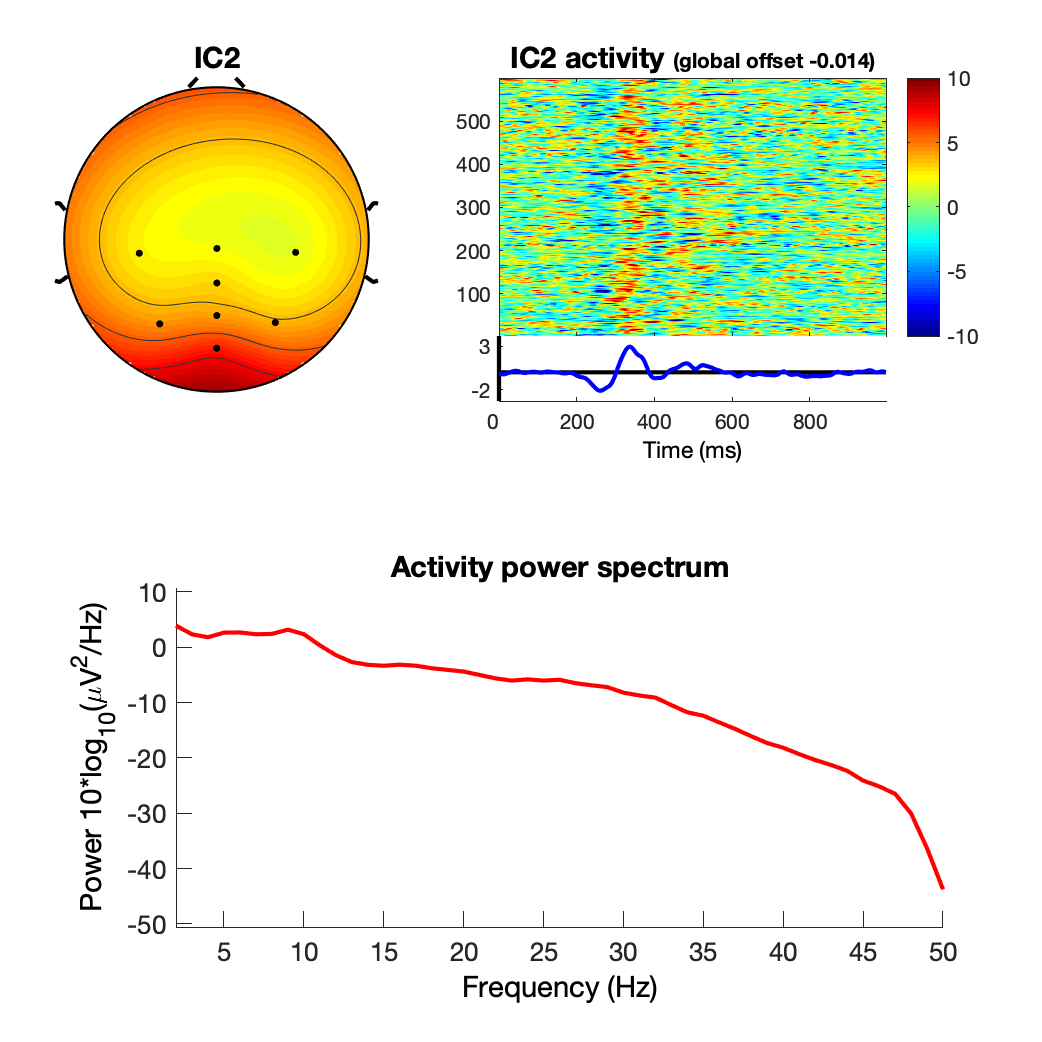 IC2
IC2 activity (global offset -0.014)
500
400
300
200
100
10
5
0
-5
-10
3
-2
0 200 400 600 800
Time (ms)
Activity power spectrum
10
0
-10
-20
-30
-40
-50
Power 10*log₁₀(μV²/Hz)
5 10 15 20 25 30 35 40 45 50
Frequency (Hz)